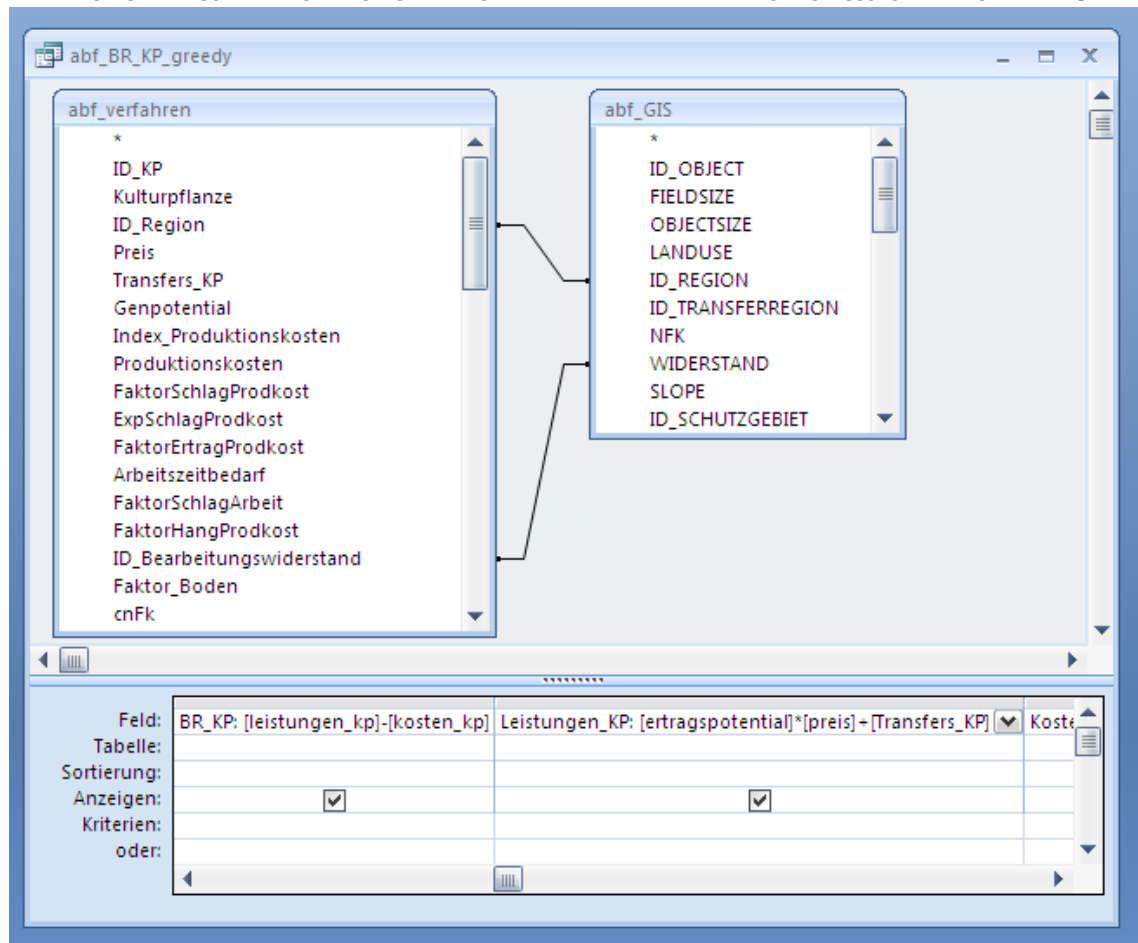 abf_BR_KP_greedy
abf_verfahren
*
ID_KP
Kulturpflanze
ID_Region
Preis
Transfers_KP
Genpotential
Index_Produktionskosten
Produktionskosten
FaktorSchlagProdkost
ExpSchlagProdkost
FaktorErtragProdkost
Arbeitszeitbedarf
FaktorSchlagArbeit
FaktorHangProdkost
ID_Bearbeitungswiderstand
Faktor_Boden
cnFk
abf_GIS
*
ID_OBJECT
FIELDSIZE
OBJECTSIZE
LANDUSE
ID_REGION
ID_TRANSFERREGION
NFK
WIDERSTAND
SLOPE
ID_SCHUTZGEBIET
Feld: BR_KP: [leistungen_kp]-[kosten_kp] Leistungen_KP: [ertragspotential]*[preis]+[Transfers_KP] Koste
Tabelle:
Sortierung:
Anzeigen:
Kriterien:
oder: